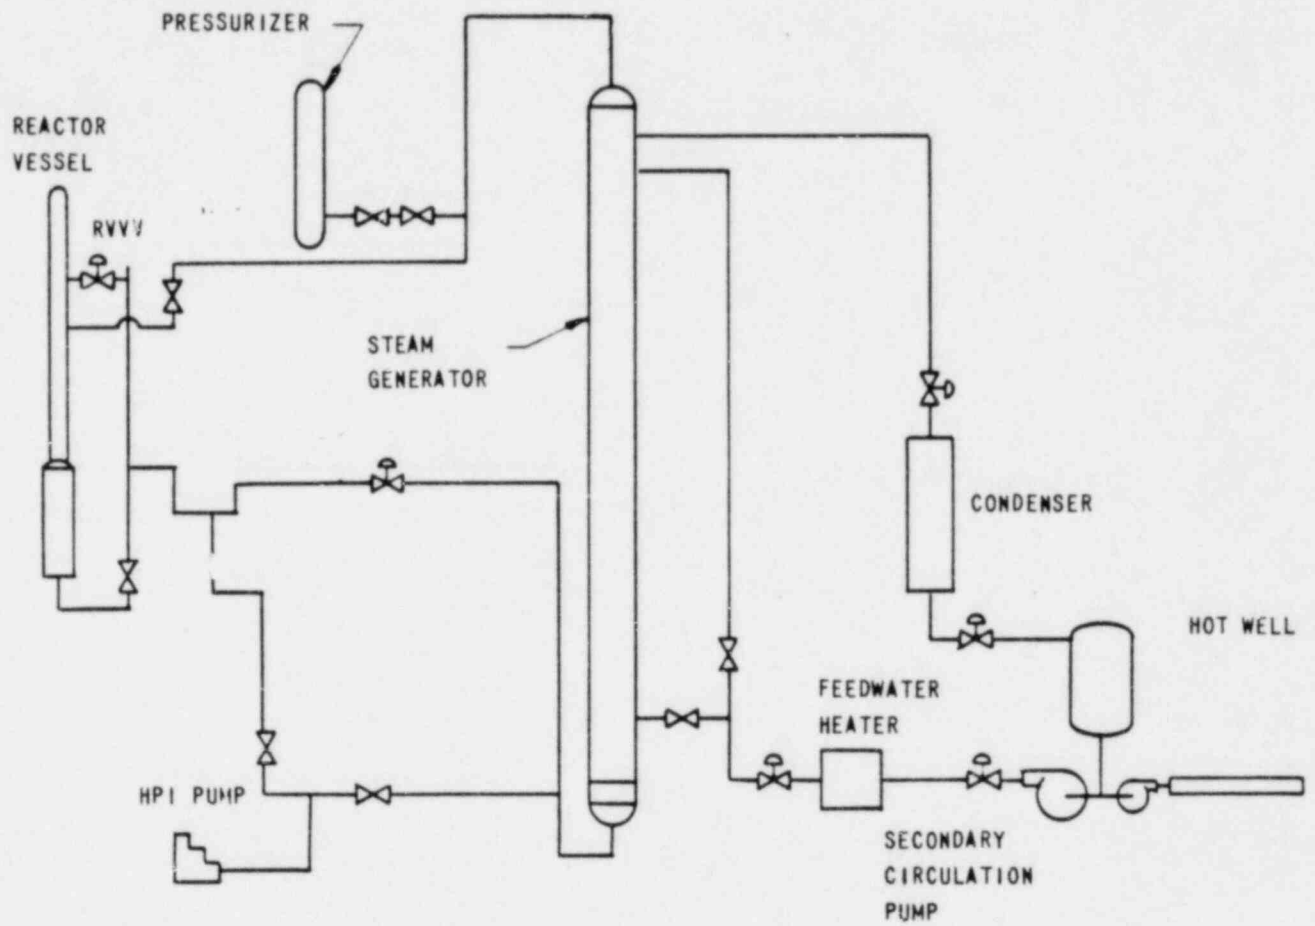 PRESSURIZER
REACTOR
VESSEL
RVVV
STEAM
GENERATOR
CONDENSER
HOT WELL
FEEDWATER
HEATER
HPI PUMP
SECONDARY
CIRCULATION
PUMP